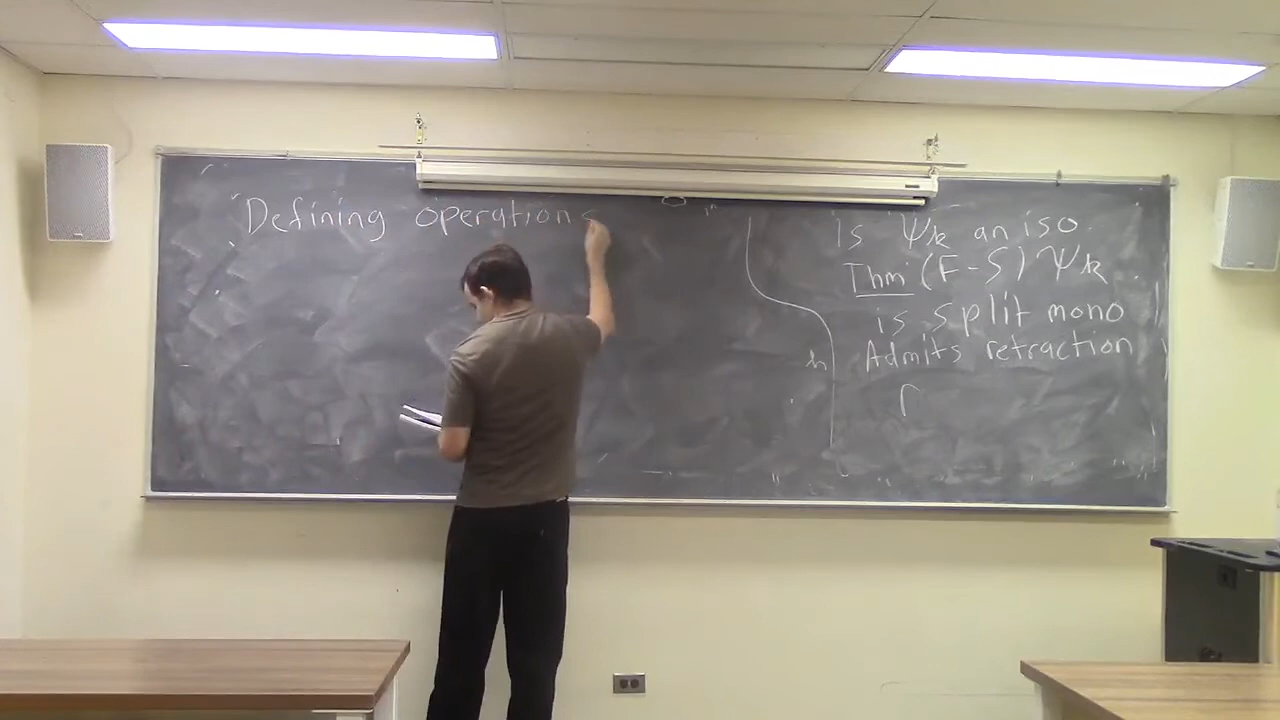 Defining operations
Is Ψk an iso
Thm (F-S) Ψk
is split mono
Admits retraction